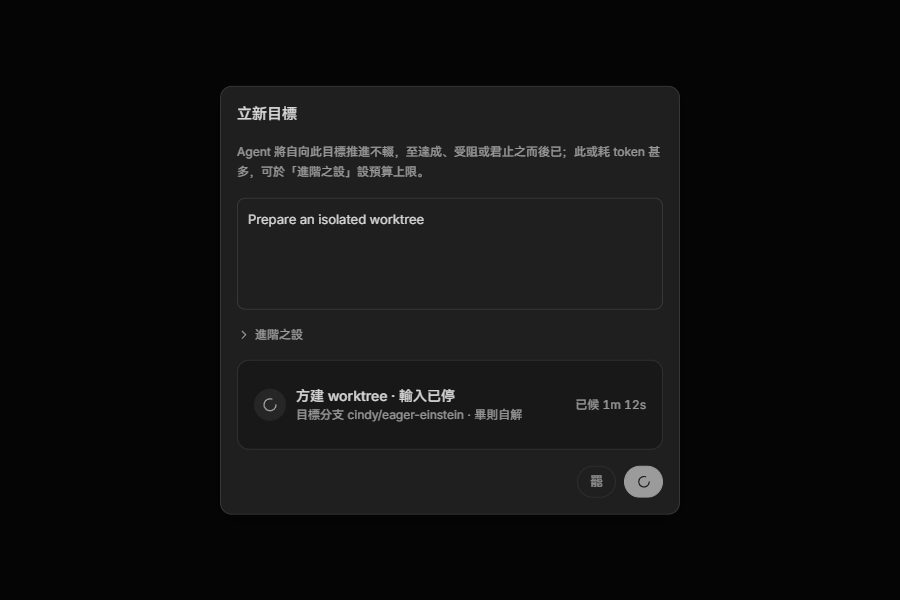 立新目標
Agent 將自向此目標推進不輟，至達成、受阻或君止之而後已；此或耗 token 甚
多，可於「進階之設」設預算上限。
Prepare an isolated worktree
進階之設
方建 worktree · 輸入已停
已候 1m 12s
目標分支 cindy/eager-einstein · 畢則自解
罷